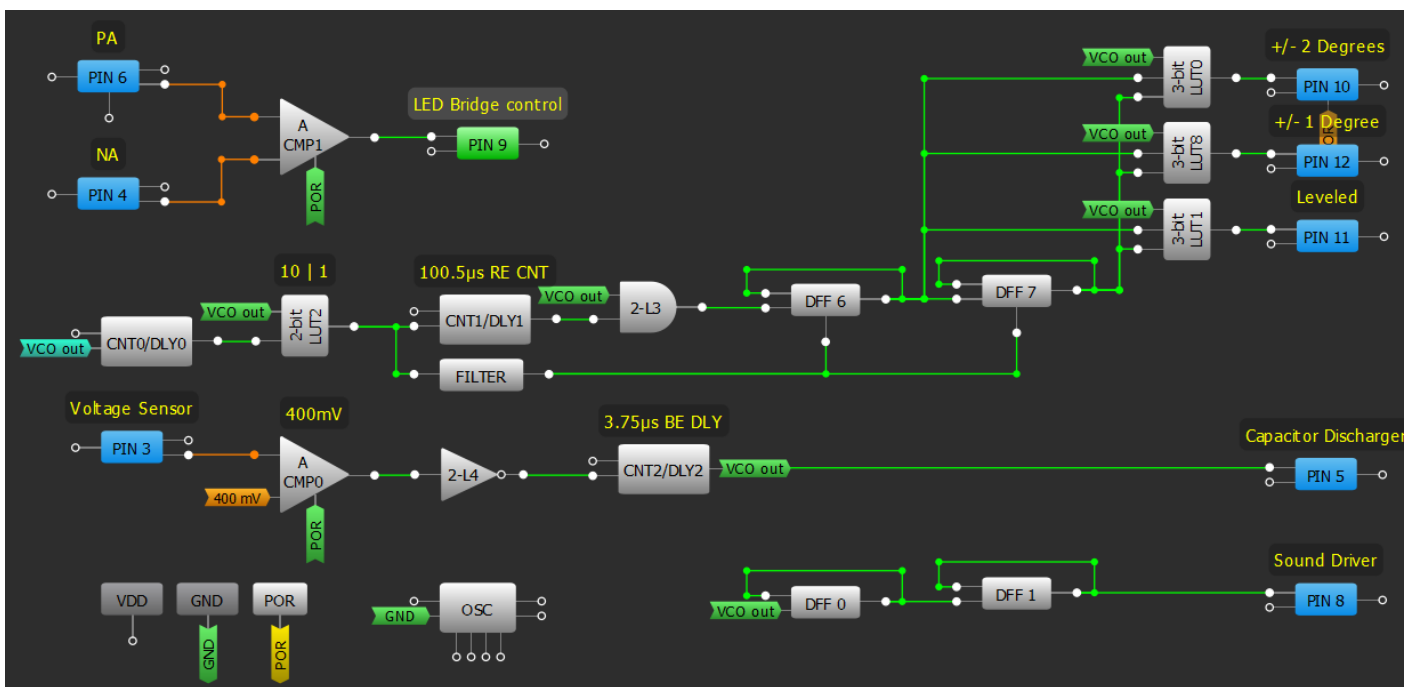 PA
PIN 6
A
CMP1
POR
LED Bridge control
PIN 9
NA
PIN 4
VCO out
3-bit
LUT0
+/- 2 Degrees
PIN 10
VCO out
3-bit
LUT8
+/- 1 Degree
OR
PIN 12
VCO out
3-bit
LUT1
Leveled
PIN 11
VCO out
CNT0/DLY0
10 | 1
VCO out
2-bit
LUT2
100.5µs RE CNT
CNT1/DLY1
FILTER
VCO out
2-L3
DFF 6
DFF 7
Voltage Sensor
PIN 3
400mV
A
CMP0
400 mV
POR
2-L4
3.75µs BE DLY
CNT2/DLY2
VCO out
Capacitor Discharger
PIN 5
VDD
GND
GND
POR
POR
GND
OSC
VCO out
DFF 0
DFF 1
Sound Driver
PIN 8